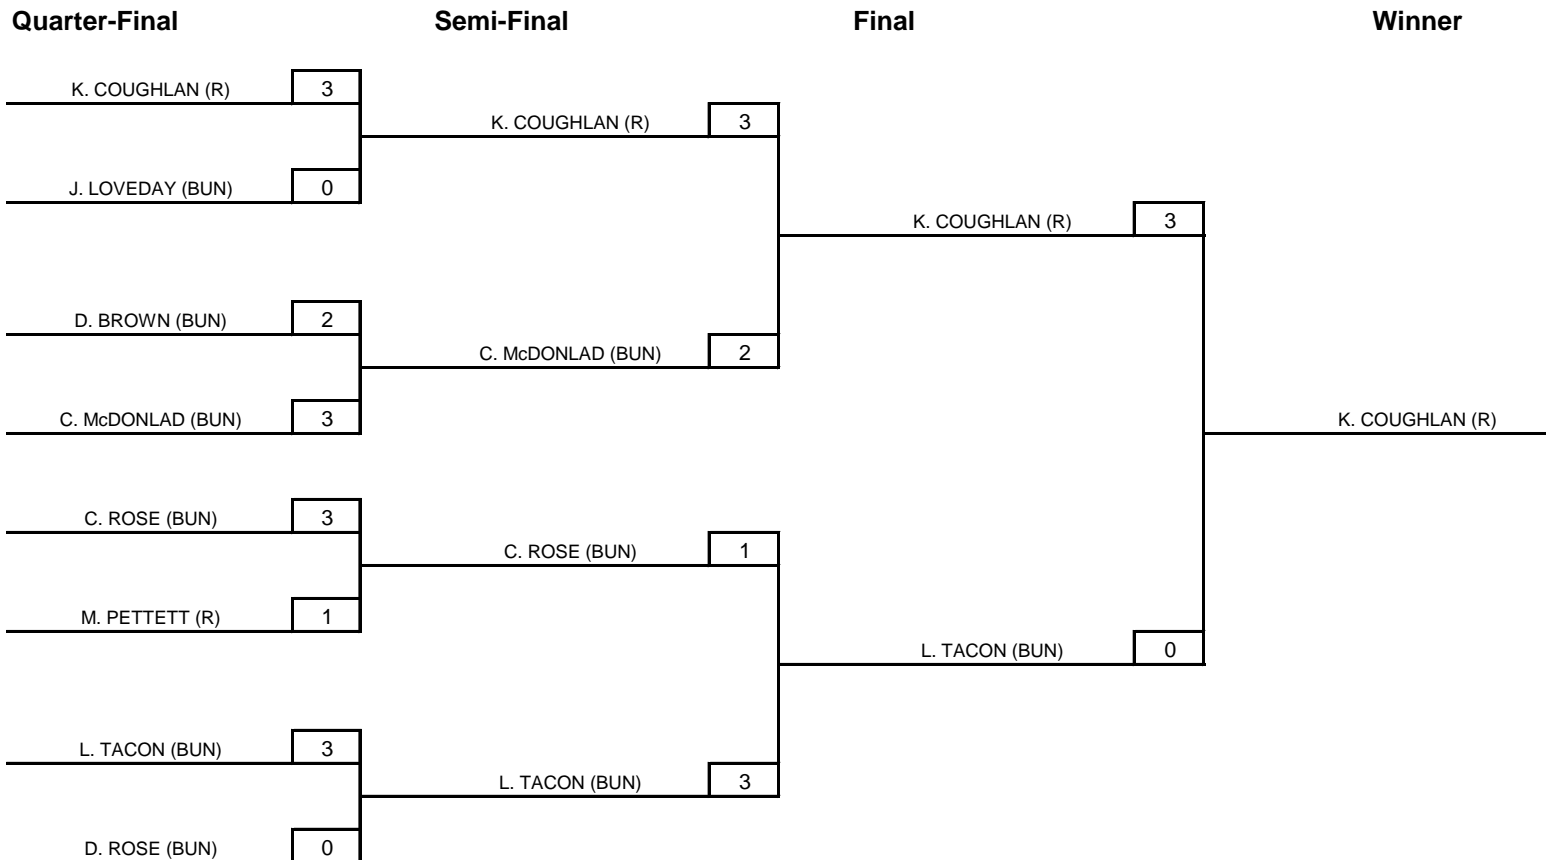 Quarter-Final Semi-Final Final Winner
K. COUGHLAN (R) 3
K. COUGHLAN (R) 3
J. LOVEDAY (BUN) 0
K. COUGHLAN (R) 3
D. BROWN (BUN) 2
C. McDONLAD (BUN) 2
C. McDONLAD (BUN) 3
K. COUGHLAN (R)
C. ROSE (BUN) 3
C. ROSE (BUN) 1
M. PETTETT (R) 1
L. TACON (BUN) 0
L. TACON (BUN) 3
L. TACON (BUN) 3
D. ROSE (BUN) 0